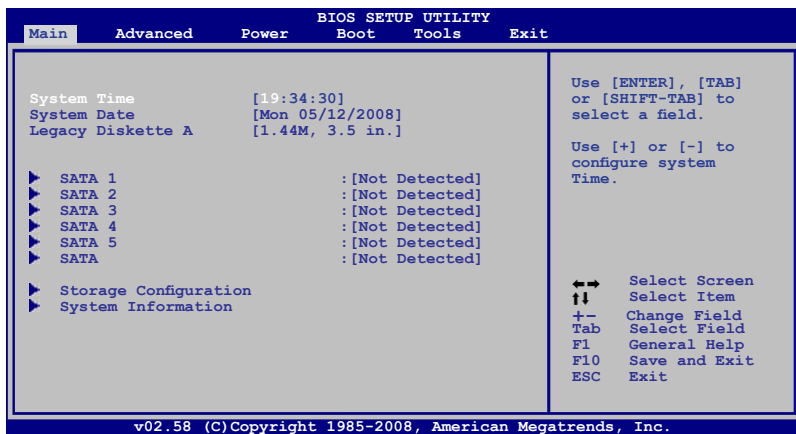 BIOS SETUP UTILITY
Main Advanced Power Boot Tools Exit
System Time [19:34:30]
System Date [Mon 05/12/2008]
Legacy Diskette A [1.44M, 3.5 in.]
SATA 1 :[Not Detected]
SATA 2 :[Not Detected]
SATA 3 :[Not Detected]
SATA 4 :[Not Detected]
SATA 5 :[Not Detected]
SATA :[Not Detected]
Storage Configuration
System Information
Use [ENTER], [TAB]
or [SHIFT-TAB] to
select a field.
Use [+] or [-] to
configure system
Time.
←→ Select Screen
↑↓ Select Item
+- Change Field
Tab Select Field
F1 General Help
F10 Save and Exit
ESC Exit
v02.58 (C)Copyright 1985-2008, American Megatrends, Inc.